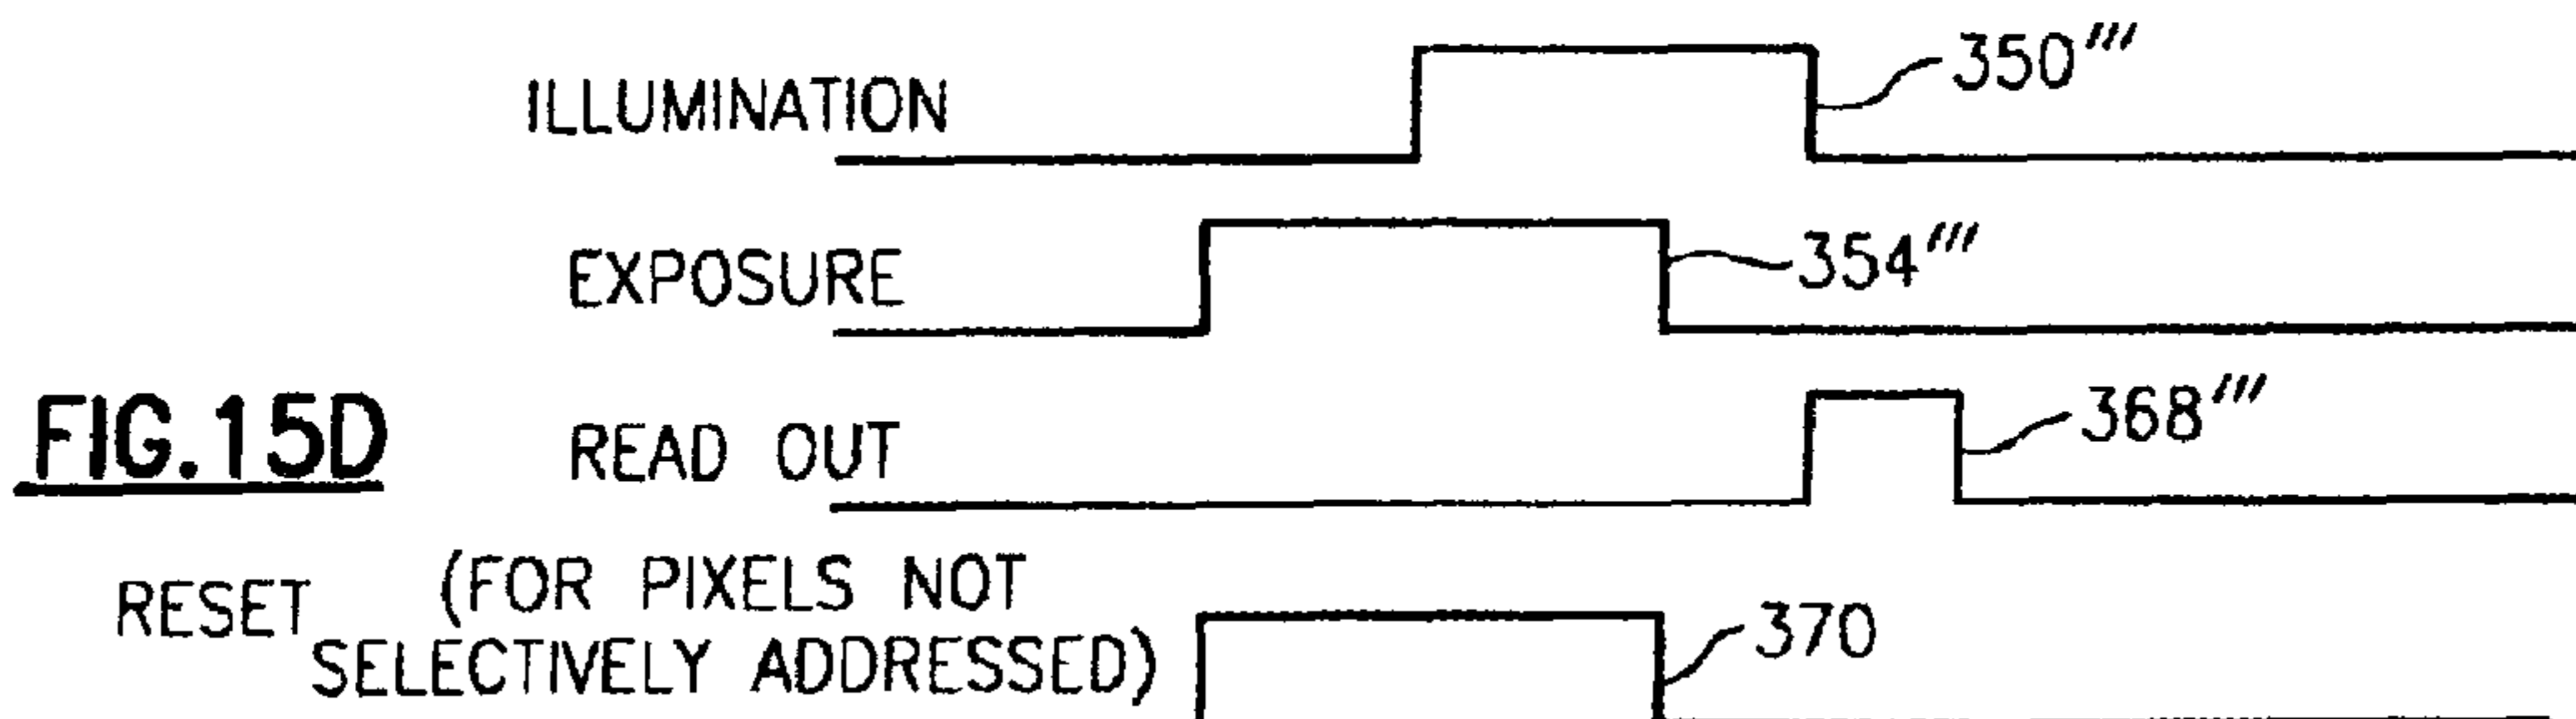 ILLUMINATION 350'''
EXPOSURE 354'''
FIG.15D READ OUT 368'''
RESET (FOR PIXELS NOT
SELECTIVELY ADDRESSED) 370